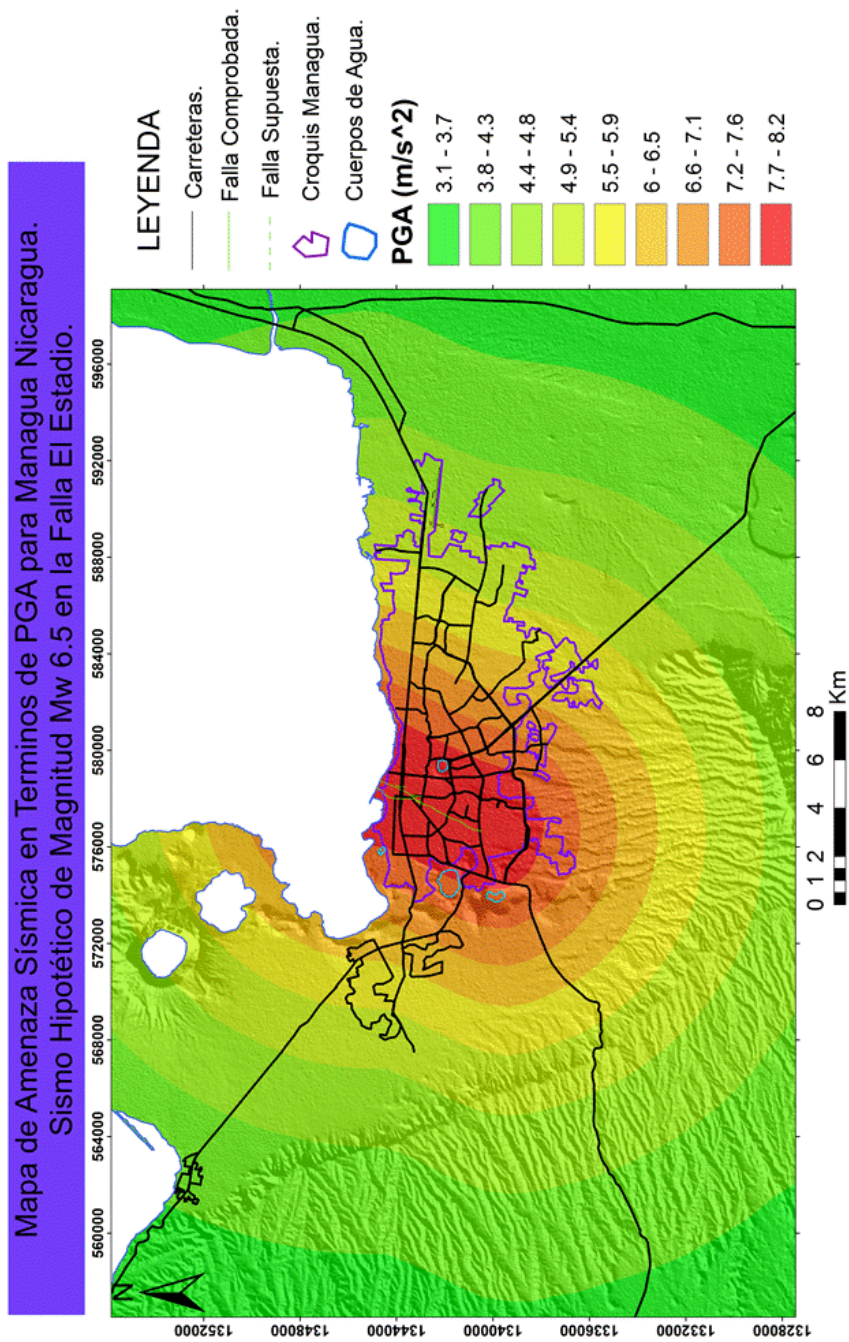 Mapa de Amenaza Sísmica en Terminos de PGA para Managua Nicaragua.
Sismo Hipotético de Magnitud Mw 6.5 en la Falla El Estadio.
560000
564000
568000
572000
576000
580000
584000
588000
592000
596000
1352000
1348000
1344000
1340000
1336000
1332000
1328000
N
LEYENDA
Carreteras.
Falla Comprobada.
Falla Supuesta.
Croquis Managua.
Cuerpos de Agua.
PGA (m/s^2)
3.1 - 3.7
3.8 - 4.3
4.4 - 4.8
4.9 - 5.4
5.5 - 5.9
6 - 6.5
6.6 - 7.1
7.2 - 7.6
7.7 - 8.2
0 1 2 4 6 8
Km